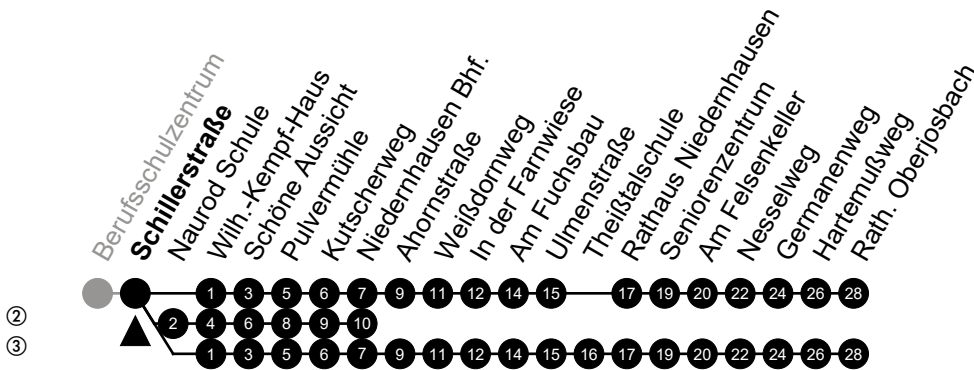 Berufsschulzentrum
Schillerstraße
Naurod Schule
Wilh.-Kempf-Haus
Schöne Aussicht
Pulvermühle
Kutscherweg
Niedernhausen Bhf.
Ahornstraße
Weißdornweg
In der Farnwiese
Am Fuchsbau
Ulmenstraße
Theißtalschule
Rathaus Niedernhausen
Seniorenzentrum
Am Felsenkeller
Nesselweg
Germanenweg
Hartemußweg
Rath. Oberjosbach
1 3 5 6 7 9 11 12 14 15 17 19 20 22 24 26 28
② 2 4 6 8 9 10
③ 1 3 5 6 7 9 11 12 14 15 16 17 19 20 22 24 26 28